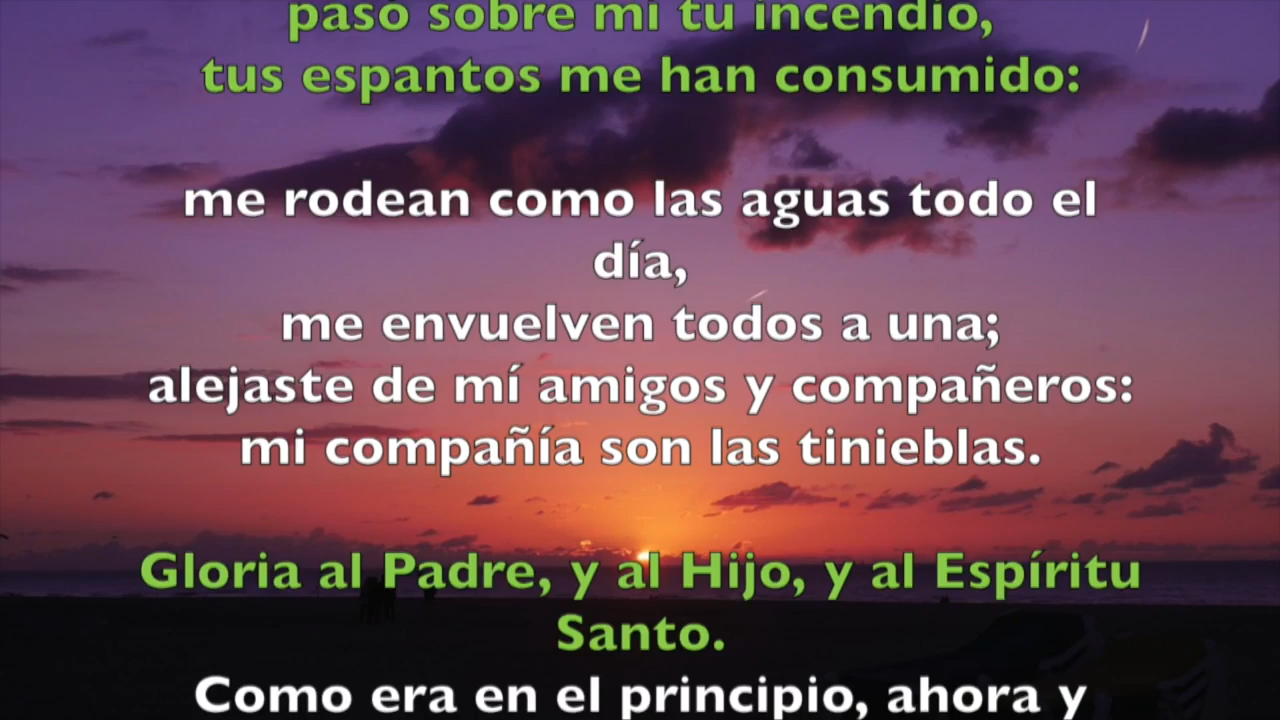 pasó sobre mí tu incendio,
tus espantos me han consumido:
me rodean como las aguas todo el
día,
me envuelven todos a una;
alejaste de mí amigos y compañeros:
mi compañía son las tinieblas.
Gloria al Padre, y al Hijo, y al Espíritu
Santo.
Como era en el principio, ahora y